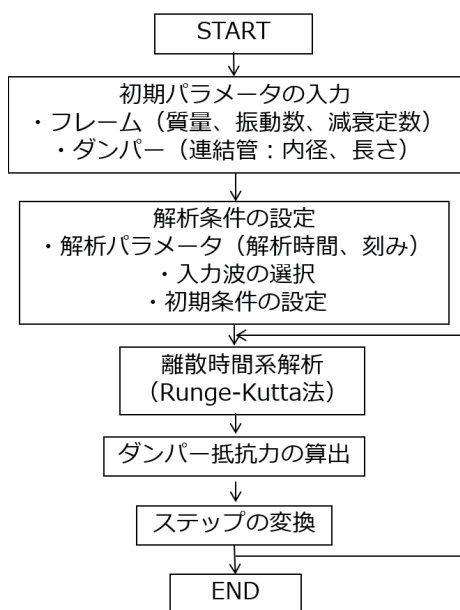 START
初期パラメータの入力
・フレーム（質量、振動数、減衰定数）
・ダンパー（連結管：内径、長さ）
解析条件の設定
・解析パラメータ（解析時間、刻み）
・入力波の選択
・初期条件の設定
離散時間系解析
（Runge-Kutta法）
ダンパー抵抗力の算出
ステップの変換
END